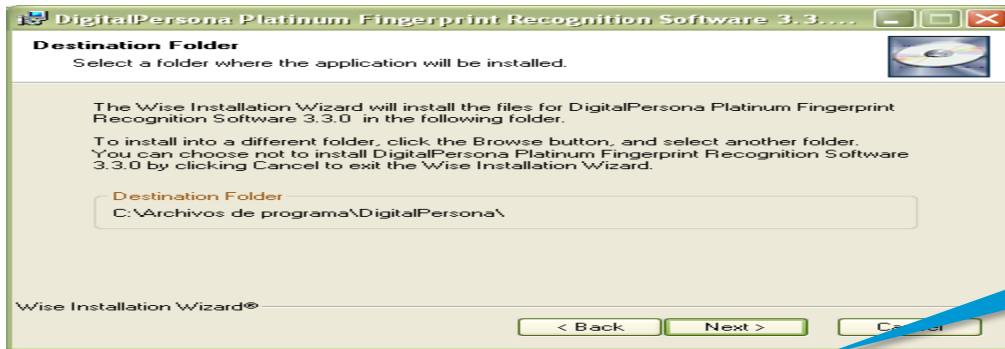 DigitalPersona Platinum Fingerprint Recognition Software 3.3....
Destination Folder
Select a folder where the application will be installed.
The Wise Installation Wizard will install the files for DigitalPersona Platinum Fingerprint
Recognition Software 3.3.0 in the following folder.
To install into a different folder, click the Browse button, and select another folder.
You can choose not to install DigitalPersona Platinum Fingerprint Recognition Software
3.3.0 by clicking Cancel to exit the Wise Installation Wizard.
Destination Folder
C:\Archivos de programa\DigitalPersona\
Wise Installation Wizard®
< Back Next > Cancel